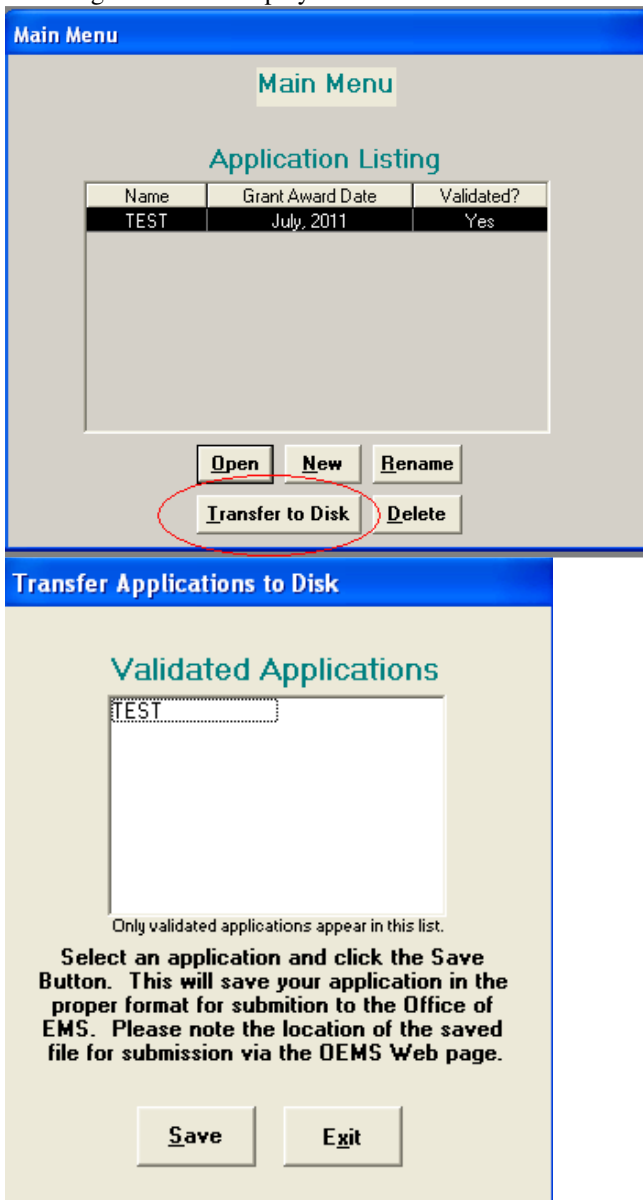 Main Menu
Main Menu
Application Listing
Name Grant Award Date Validated?
TEST July, 2011 Yes
Open New Rename
Transfer to Disk Delete
Transfer Applications to Disk
Validated Applications
TEST
Only validated applications appear in this list.
Select an application and click the Save
Button. This will save your application in the
proper format for submition to the Office of
EMS. Please note the location of the saved
file for submission via the OEMS Web page.
Save Exit